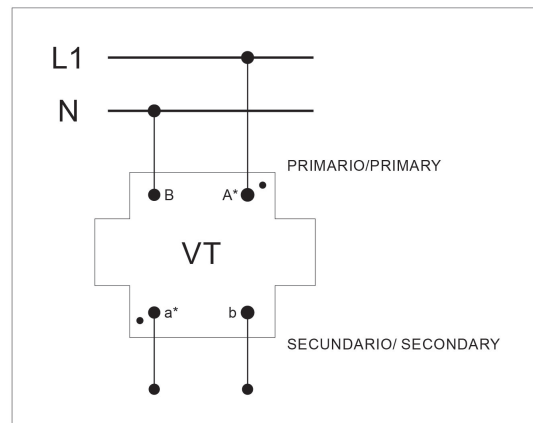 L1
N
PRIMARIO/PRIMARY
B A*
VT
a* b
SECUNDARIO/ SECONDARY